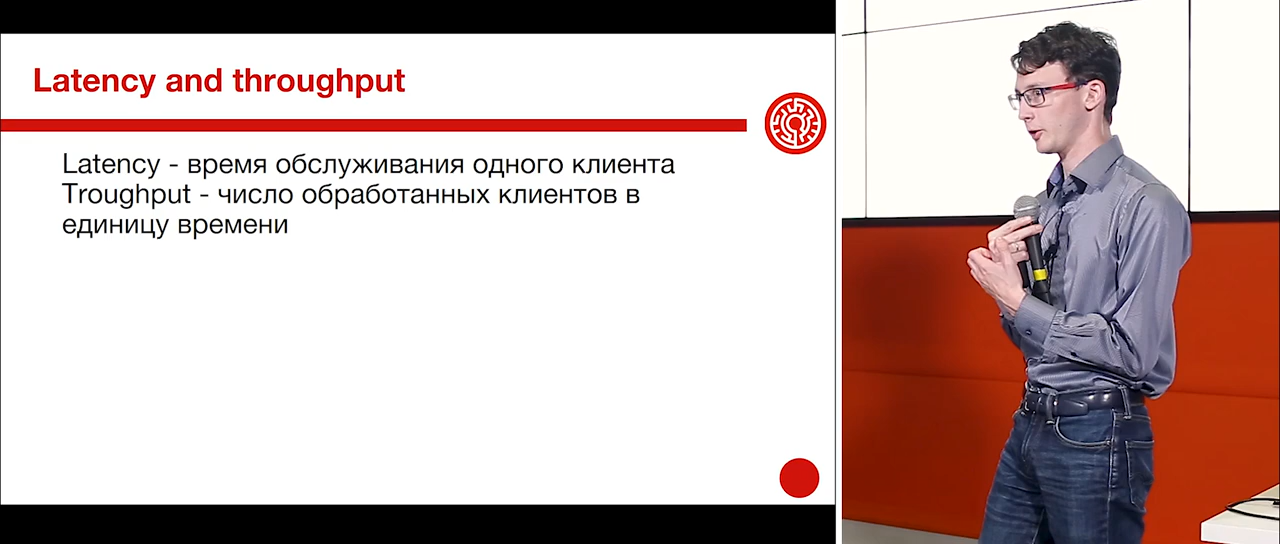 Latency and throughput
Latency - время обслуживания одного клиента
Troughput - число обработанных клиентов в
единицу времени